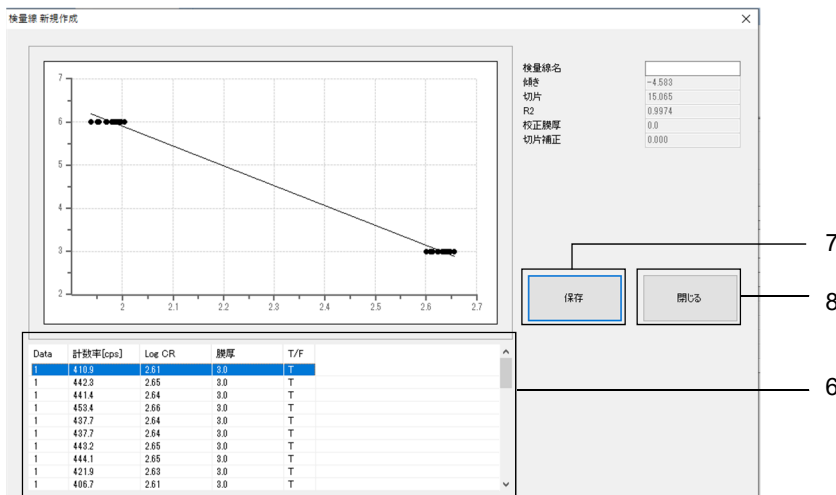 検量線 新規作成
×
7
6
5
4
3
2
2
2.1
2.2
2.3
2.4
2.5
2.6
2.7
検量線名
傾き -4.583
切片 15.065
R2 0.9974
校正膜厚 0.0
切片補正 0.000
保存
閉じる
7
8
6
Data 計数率[cps] Log CR 膜厚 T/F
1 410.9 2.61 3.0 T
1 442.3 2.65 3.0 T
1 441.4 2.64 3.0 T
1 453.4 2.66 3.0 T
1 437.7 2.64 3.0 T
1 437.7 2.64 3.0 T
1 443.2 2.65 3.0 T
1 444.1 2.65 3.0 T
1 421.9 2.63 3.0 T
1 406.7 2.61 3.0 T